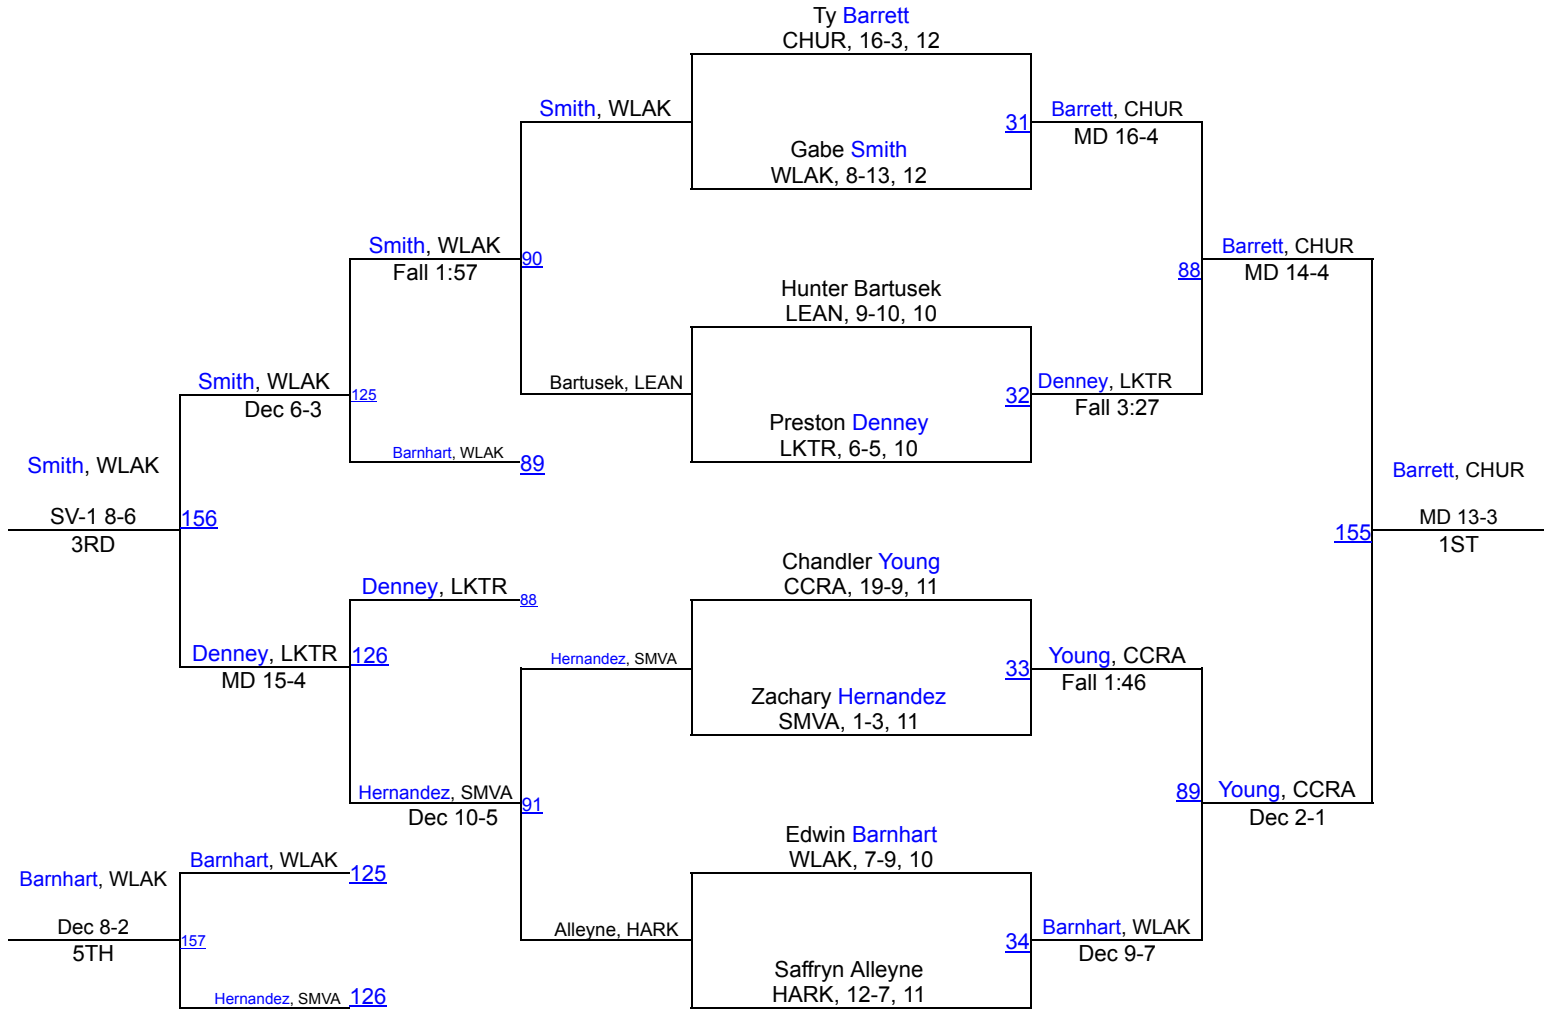 Ty Barrett
CHUR, 16-3, 12
Smith, WLAK
31
Barrett, CHUR
MD 16-4
Gabe Smith
WLAK, 8-13, 12
Smith, WLAK
Fall 1:57
90
Barrett, CHUR
MD 14-4
88
Hunter Bartusek
LEAN, 9-10, 10
Smith, WLAK
Dec 6-3
125
Bartusek, LEAN
32
Denney, LKTR
Fall 3:27
Preston Denney
LKTR, 6-5, 10
Barnhart, WLAK
89
Smith, WLAK
SV-1 8-6
3RD
156
Barrett, CHUR
MD 13-3
1ST
155
Chandler Young
CCRA, 19-9, 11
Denney, LKTR
88
Denney, LKTR
MD 15-4
126
Hernandez, SMVA
33
Young, CCRA
Fall 1:46
Zachary Hernandez
SMVA, 1-3, 11
Hernandez, SMVA
Dec 10-5
91
89
Young, CCRA
Dec 2-1
Edwin Barnhart
WLAK, 7-9, 10
Barnhart, WLAK
125
Barnhart, WLAK
Dec 8-2
5TH
157
Alleyne, HARK
34
Barnhart, WLAK
Dec 9-7
Saffryn Alleyne
HARK, 12-7, 11
Hernandez, SMVA
126